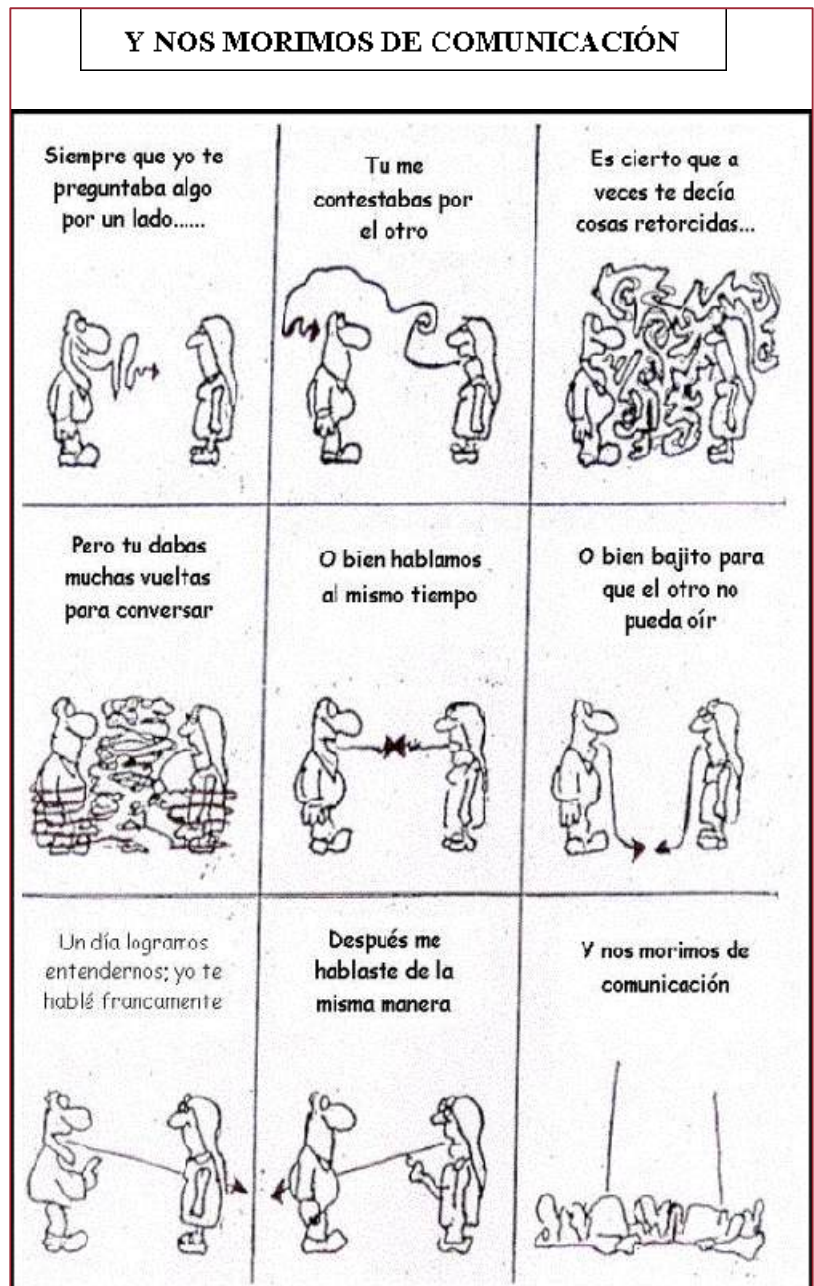 Y NOS MORIMOS DE COMUNICACIÓN
Siempre que yo te
preguntaba algo
por un lado......
Tu me
contestabas por
el otro
Es cierto que a
veces te decía
cosas retorcidas...
Pero tu dabas
muchas vueltas
para conversar
O bien hablamos
al mismo tiempo
O bien bajito para
que el otro no
pueda oír
Un día logramos
entendernos; yo te
hablé francamente
Después me
hablaste de la
misma manera
Y nos morimos de
comunicación